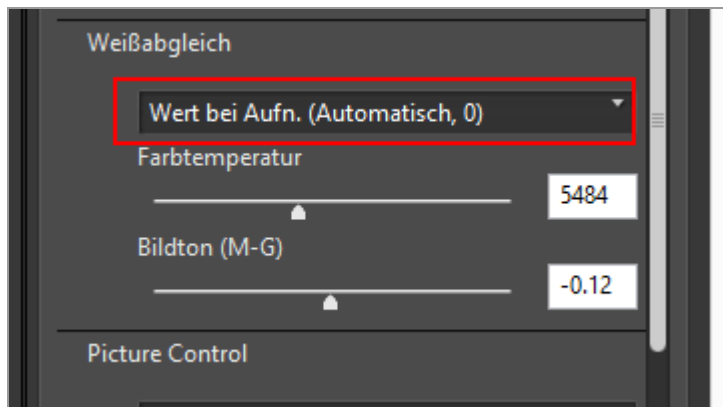 Weißabgleich
Wert bei Aufn. (Automatisch, 0)
Farbtemperatur
5484
Bildton (M-G)
-0.12
Picture Control